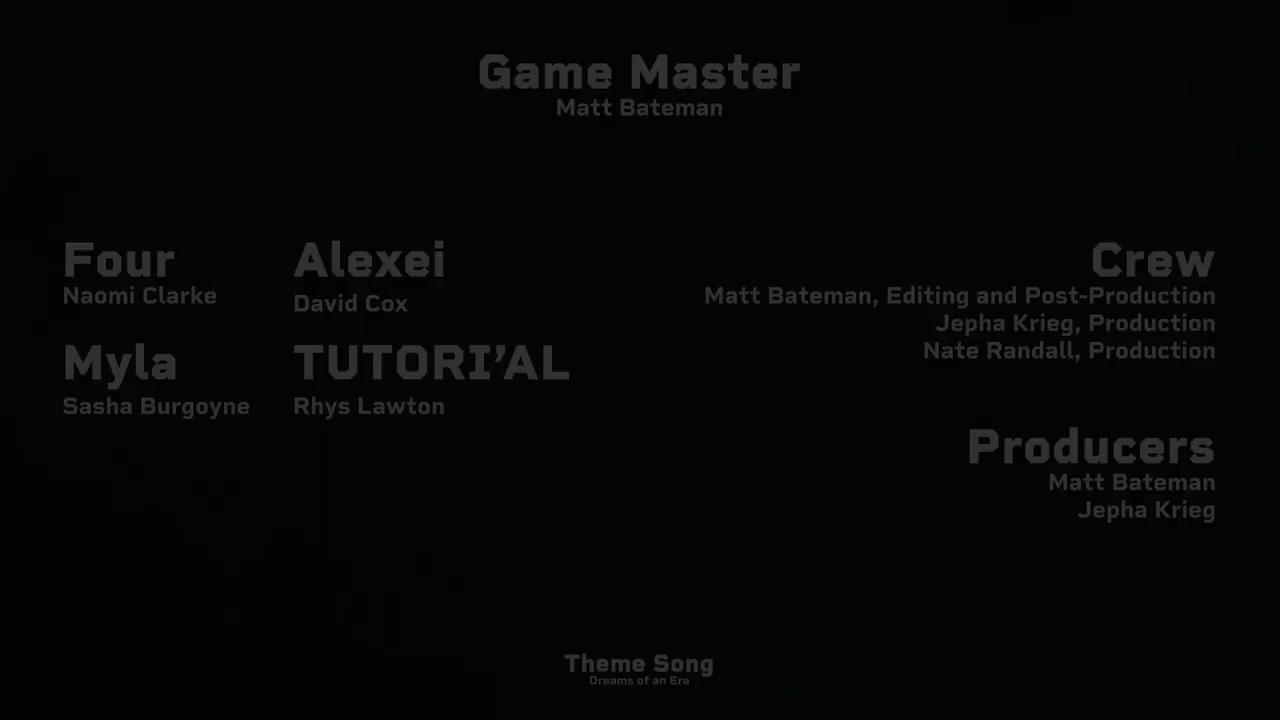 Game Master
Matt Bateman
Four
Naomi Clarke
Alexei
David Cox
Myla
Sasha Burgoyne
TUTORI’AL
Rhys Lawton
Crew
Matt Bateman, Editing and Post-Production
Jepha Krieg, Production
Nate Randall, Production
Producers
Matt Bateman
Jepha Krieg
Theme Song
Dreams of an Era